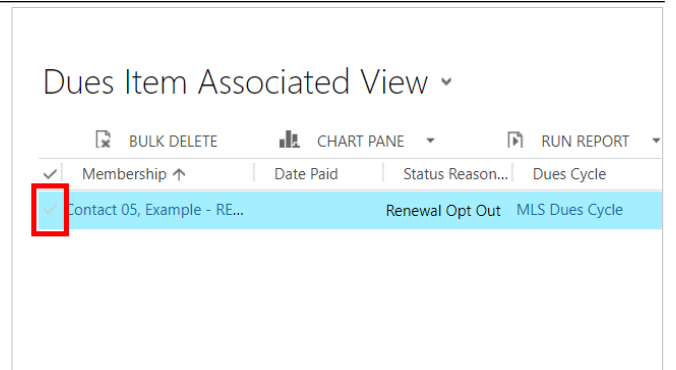 Dues Item Associated View
BULK DELETE CHART PANE RUN REPORT
Membership ↑ Date Paid Status Reason... Dues Cycle
Contact 05, Example - RE... Renewal Opt Out MLS Dues Cycle